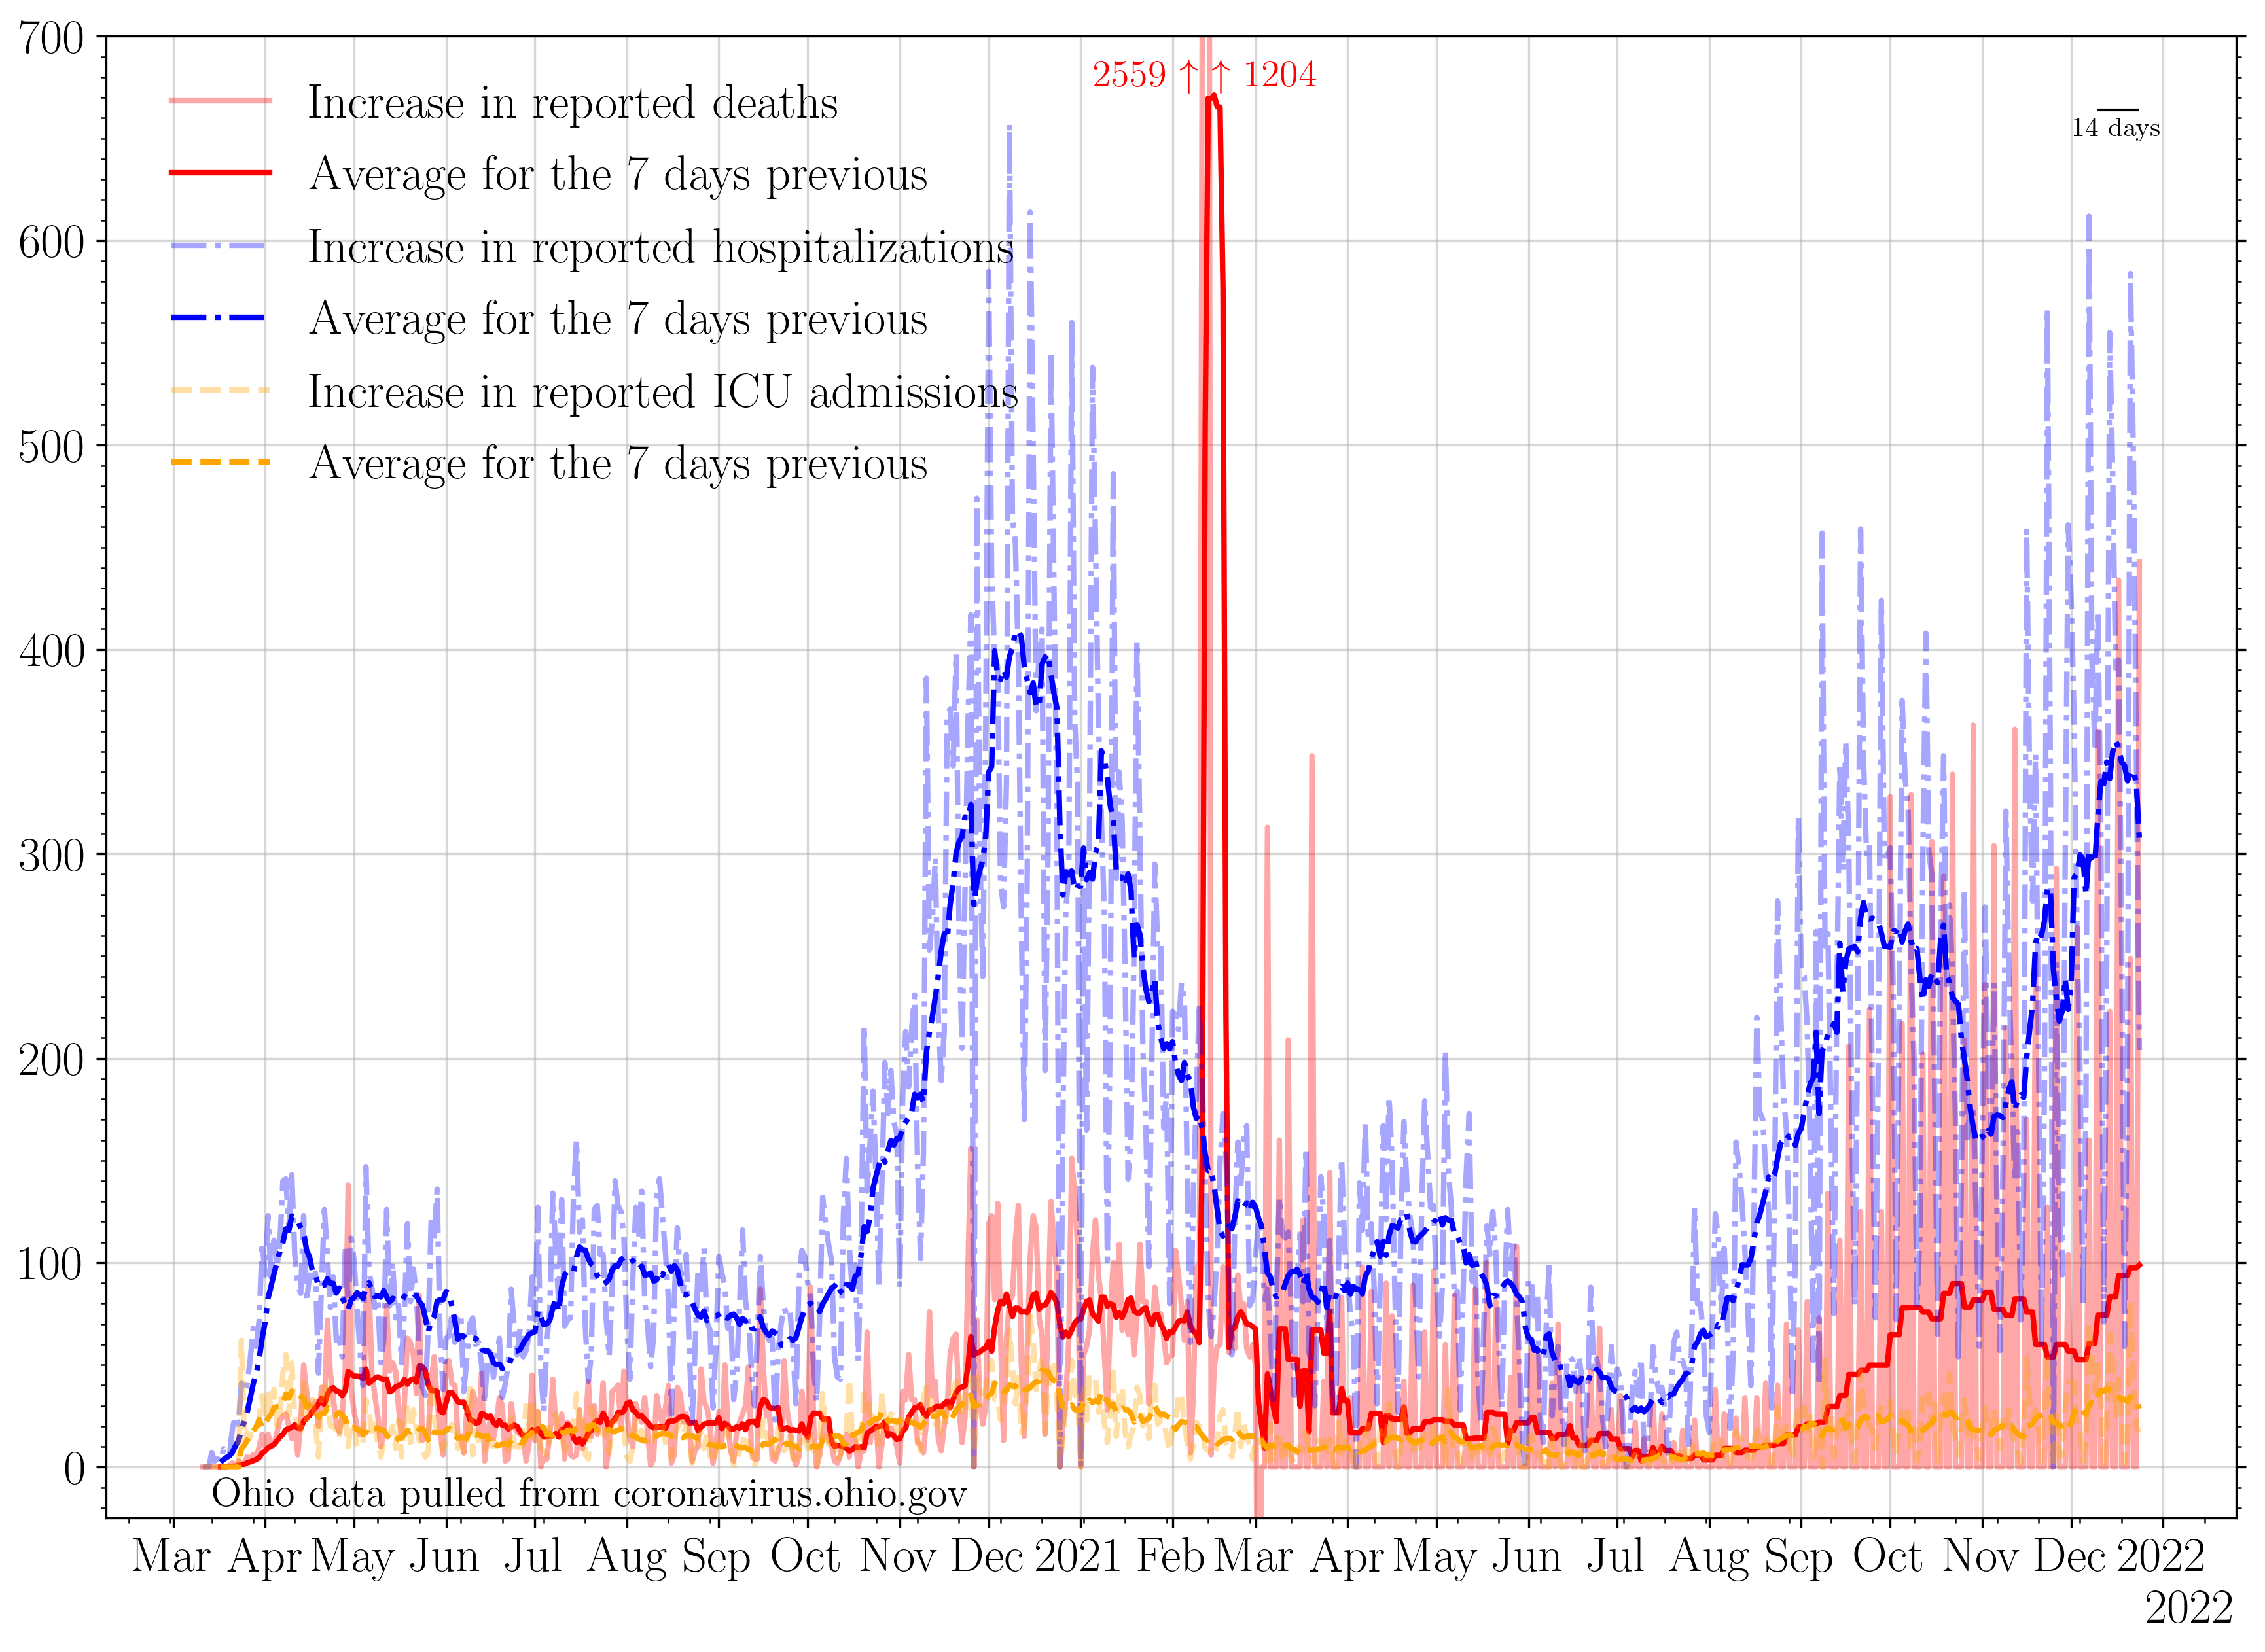 700
2559 ↑ ↑ 1204
Increase in reported deaths
14 days
Average for the 7 days previous
600
Increase in reported hospitalizations
Average for the 7 days previous
Increase in reported ICU admissions
500
Average for the 7 days previous
400
300
200
100
0
Ohio data pulled from coronavirus.ohio.gov
Mar Apr May Jun Jul Aug Sep Oct Nov Dec 2021 Feb Mar Apr May Jun Jul Aug Sep Oct Nov Dec 2022
2022